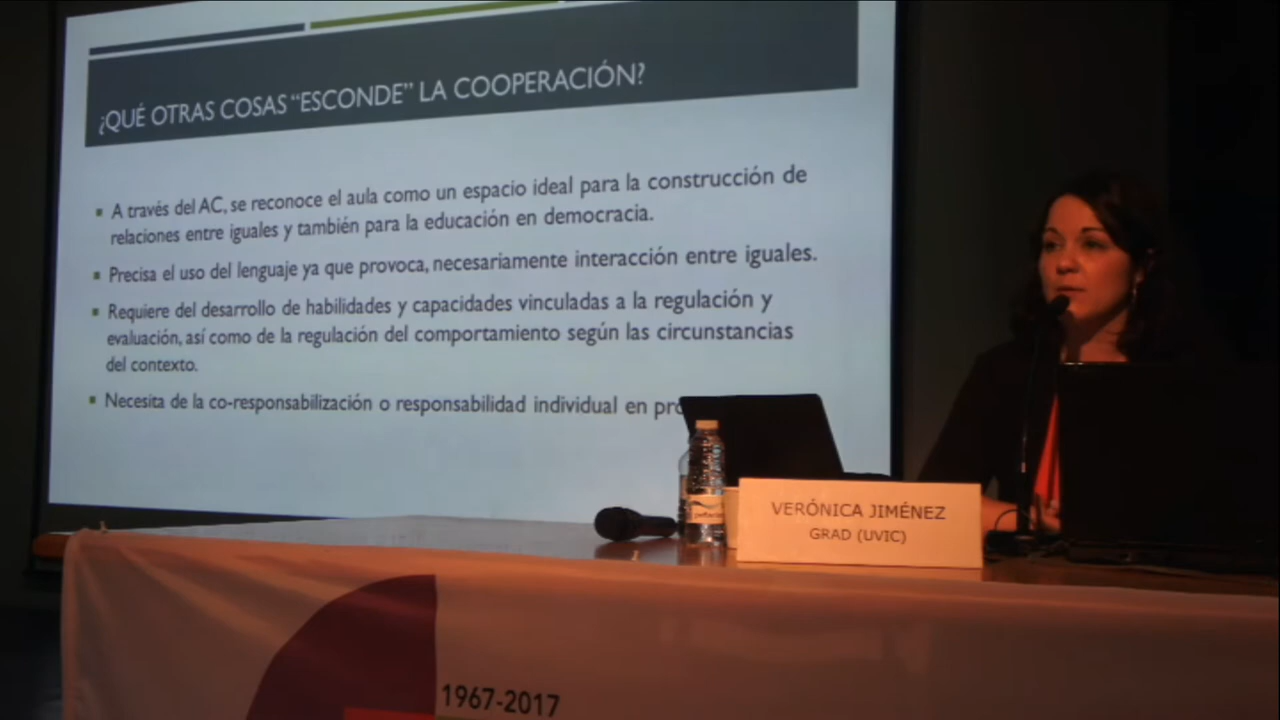 ¿QUÉ OTRAS COSAS “ESCONDE” LA COOPERACIÓN?
▪ A través del AC, se reconoce el aula como un espacio ideal para la construcción de
relaciones entre iguales y también para la educación en democracia.
▪ Precisa el uso del lenguaje ya que provoca, necesariamente interacción entre iguales.
▪ Requiere del desarrollo de habilidades y capacidades vinculadas a la regulación y
evaluación, así como de la regulación del comportamiento según las circunstancias
del contexto.
▪ Necesita de la co-responsabilización o responsabilidad individual en
VERÓNICA JIMÉNEZ
GRAD (UVIC)
1967-2017